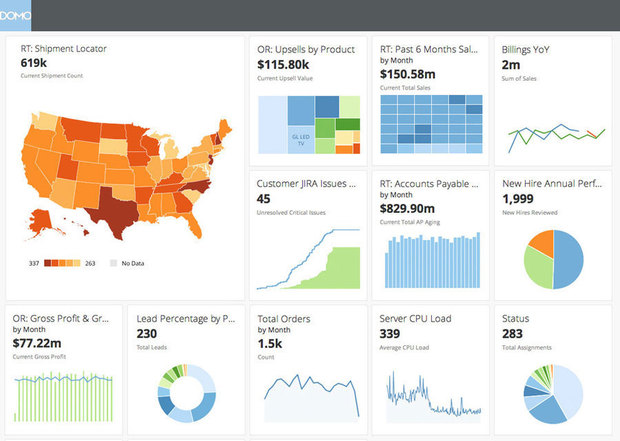 DOMO
RT: Shipment Locator
619k
Current Shipment Count
337
263
No Data
OR: Upsells by Product
$115.80k
Current Upsell Value
GL LED
TV
RT: Past 6 Months Sal...
by Month
$150.58m
Current Total Sales
Billings YoY
2m
Sum of Sales
Customer JIRA Issues ...
45
Unresolved Critical Issues
RT: Accounts Payable ...
by Month
$829.90m
Current Total AP Aging
New Hire Annual Perf...
1,999
New Hires Reviewed
OR: Gross Profit & Gr...
by Month
$77.22m
Current Gross Profit
Lead Percentage by P...
230
Total Leads
Total Orders
by Month
1.5k
Count
Server CPU Load
339
Average CPU Load
Status
283
Total Assignments